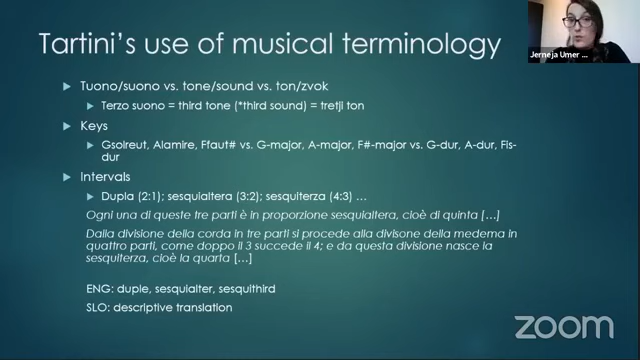 Tartini's use of musical terminology
Jerneja Umer ...
Tuono/suono vs. tone/sound vs. ton/zvok
Terzo suono = third tone (*third sound) = tretji ton
Keys
Gsolreut, Alamire, Ffaut# vs. G-major, A-major, F#-major vs. G-dur, A-dur, Fis-
dur
Intervals
Dupla (2:1); sesquialtera (3:2); sesquiterza (4:3) ...
Ogni una di queste tre parti è in proporzione sesquialtera, cioè di quinta [...]
Dalla divisione della corda in tre parti si procede alla divisone della medema in
quattro parti, come doppo il 3 succede il 4; e da questa divisione nasce la
sesquiterza, cioè la quarta [...]
ENG: duple, sesquialter, sesquithird
SLO: descriptive translation
zoom